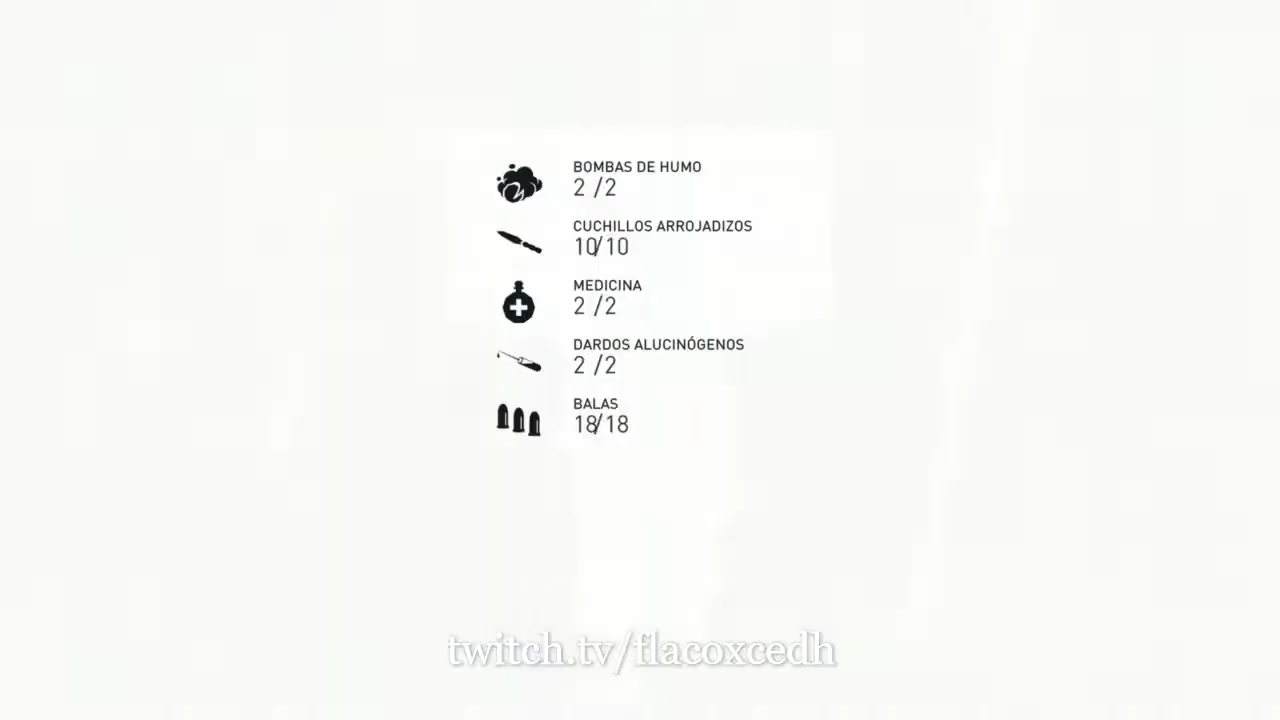 BOMBAS DE HUMO
2 /2
CUCHILLOS ARROJADIZOS
10/10
MEDICINA
2 /2
DARDOS ALUCINÓGENOS
2 /2
BALAS
18/18
twitch.tv/flacoxcedh